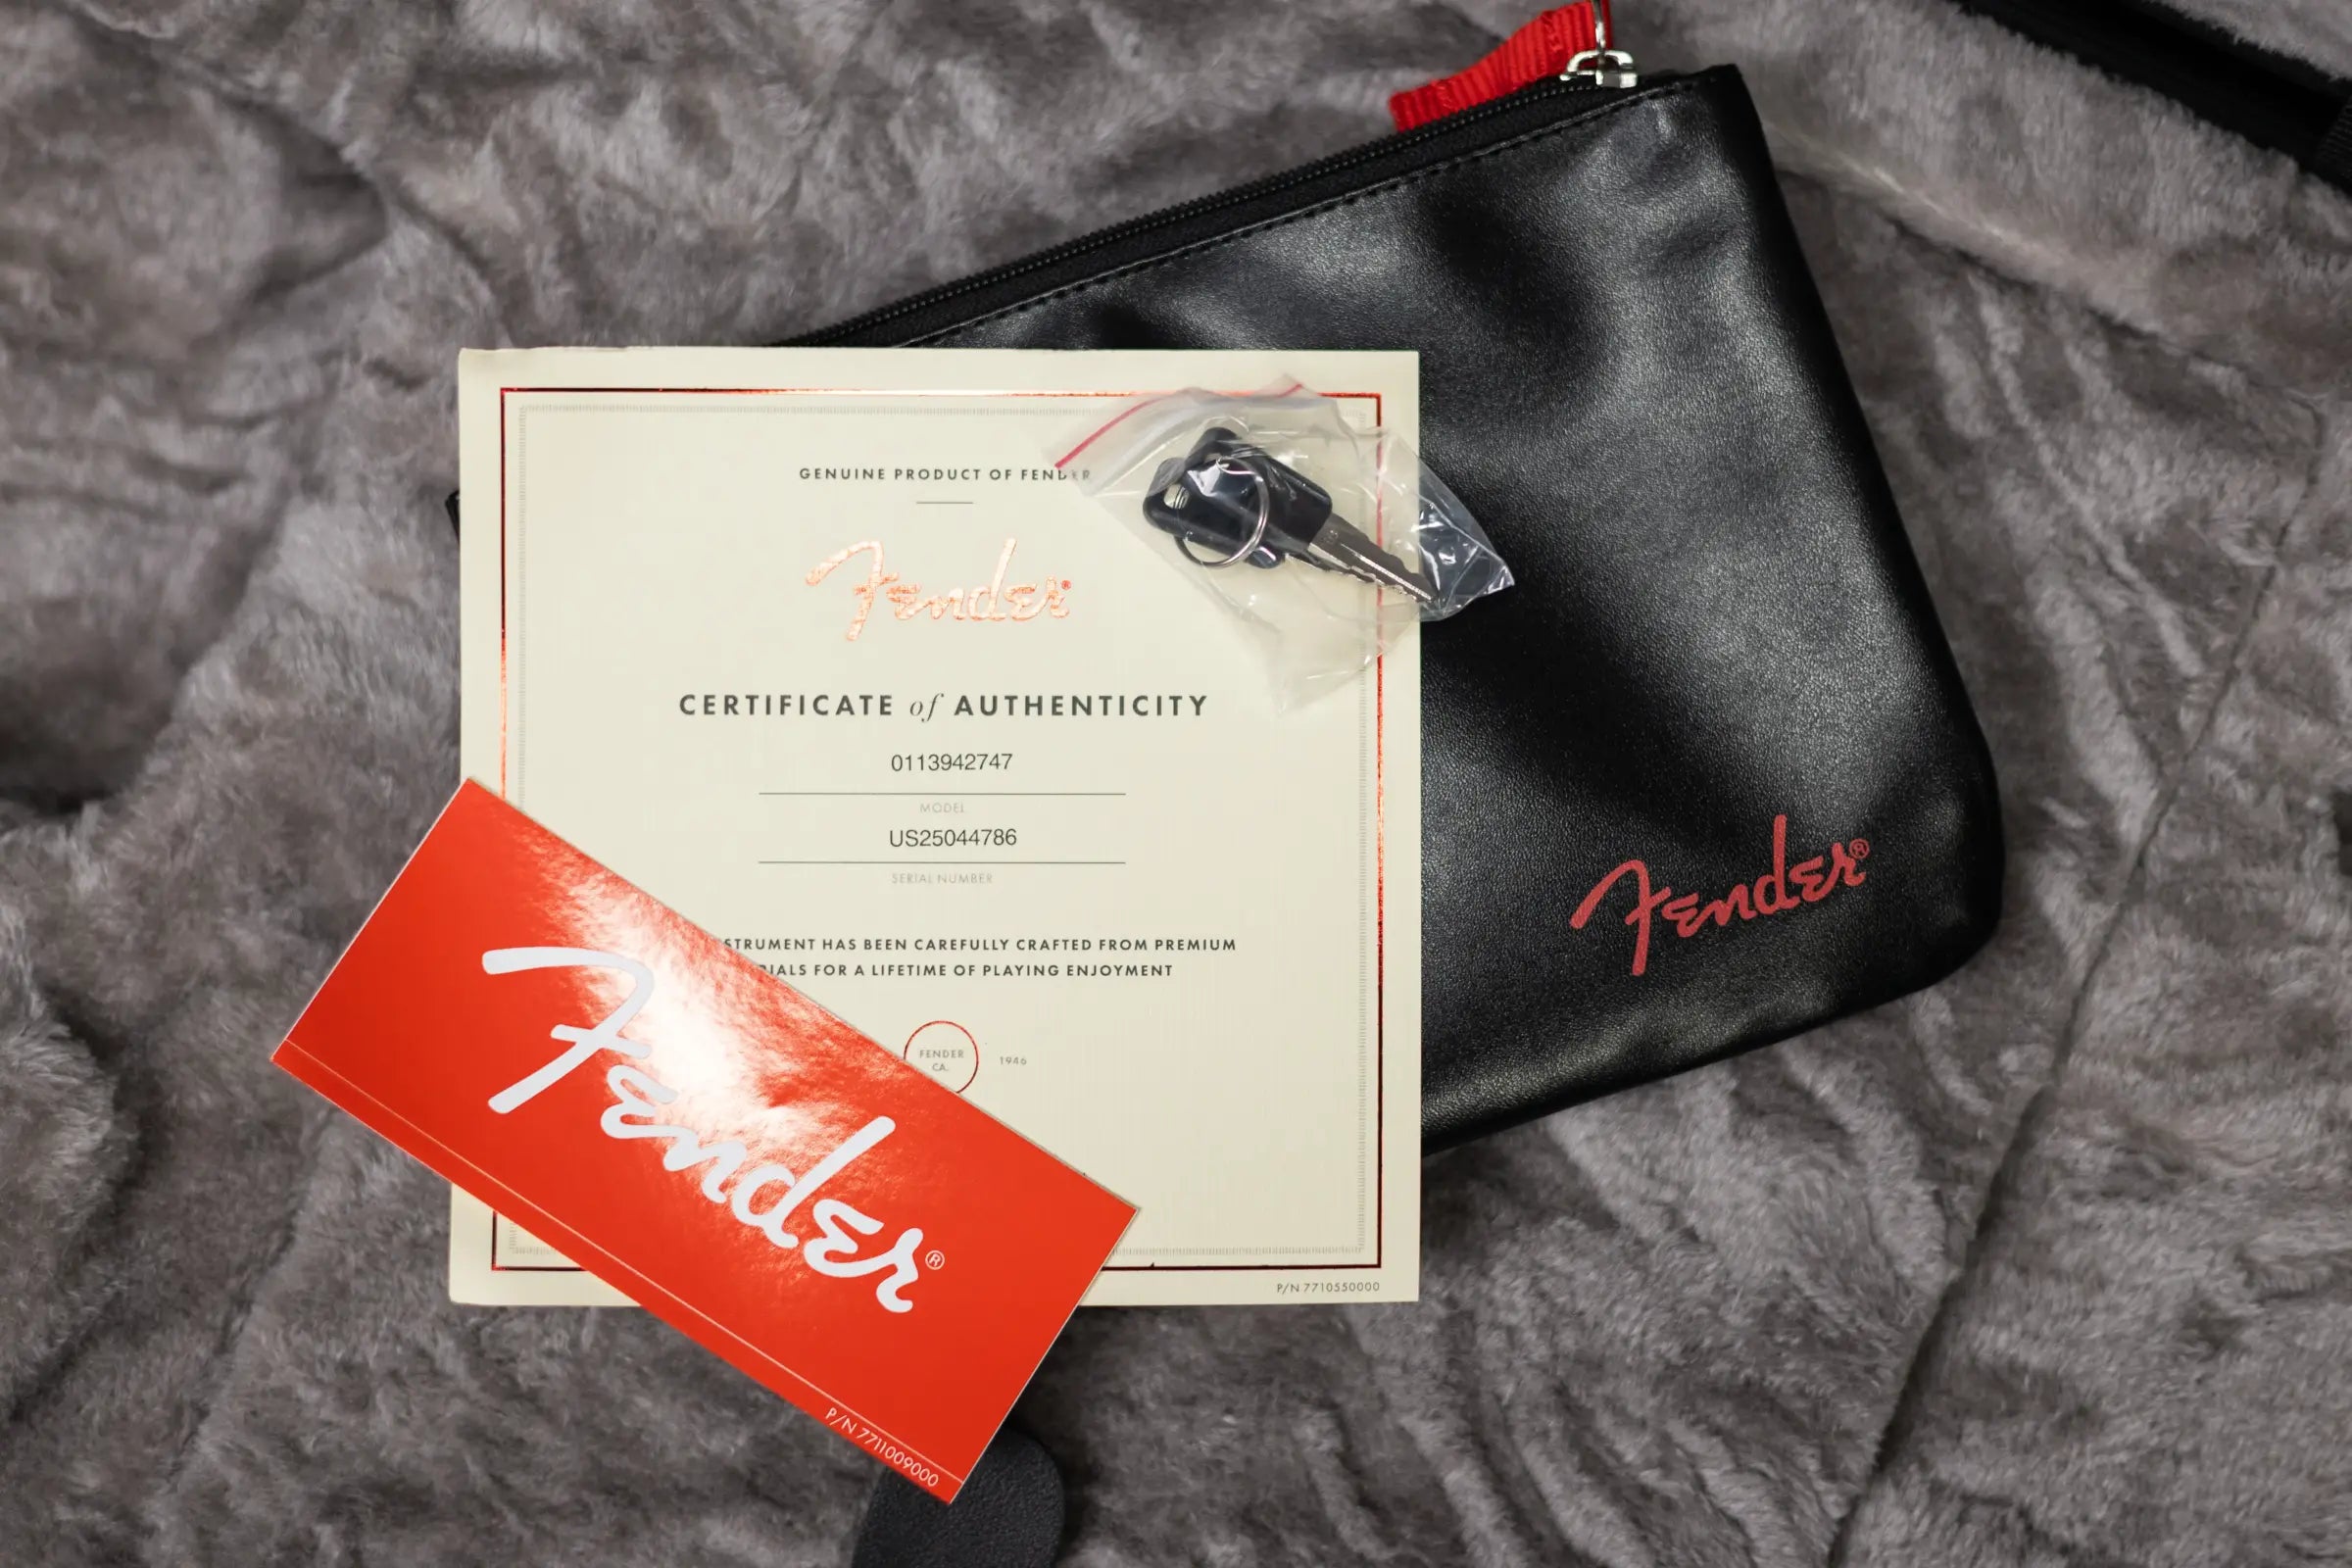 GENUINE PRODUCT OF FENDER
Fender®
CERTIFICATE of AUTHENTICITY
0113942747
MODEL
US25044786
SERIAL NUMBER
STRUMENT HAS BEEN CAREFULLY CRAFTED FROM PREMIUM
IALS FOR A LIFETIME OF PLAYING ENJOYMENT
FENDER
CA.
1946
P/N 7710550000
Fender®
P/N 7711009000
Fender®